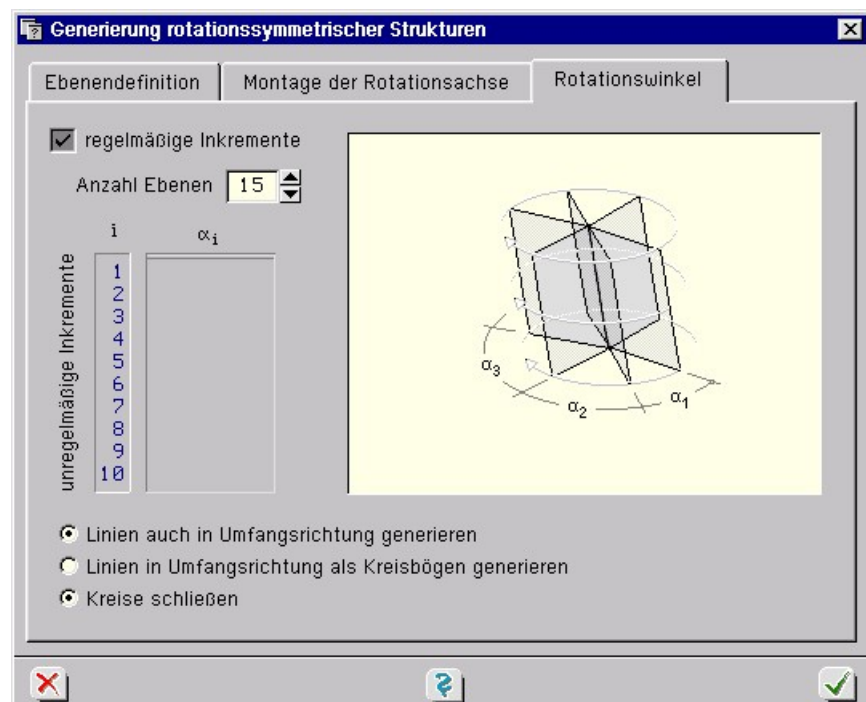 Generierung rotationssymmetrischer Strukturen
Ebenendefinition
Montage der Rotationsachse
Rotationswinkel
regelmäßige Inkremente
Anzahl Ebenen 15
i αi
unregelmäßige Inkremente
1
2
3
4
5
6
7
8
9
10
α3
α2
α1
Linien auch in Umfangsrichtung generieren
Linien in Umfangsrichtung als Kreisbögen generieren
Kreise schließen